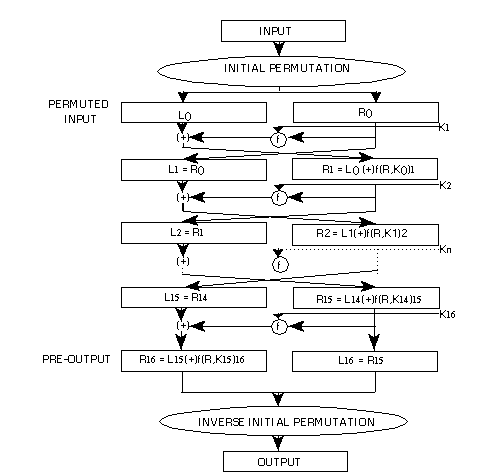 INPUT
INITIAL PERMUTATION
PERMUTED
INPUT
L0
R0
K1
(+)
f
L1 = R0
R1 = L0 (+)f(R,K0)1
K2
(+)
f
L2 = R1
R2 = L1(+)f(R,K1)2
Kn
(+)
f
L15 = R14
R15 = L14(+)f(R,K14)15
K16
(+)
f
PRE-OUTPUT
R16 = L15(+)f(R,K15)16
L16 = R15
INVERSE INITIAL PERMUTATION
OUTPUT